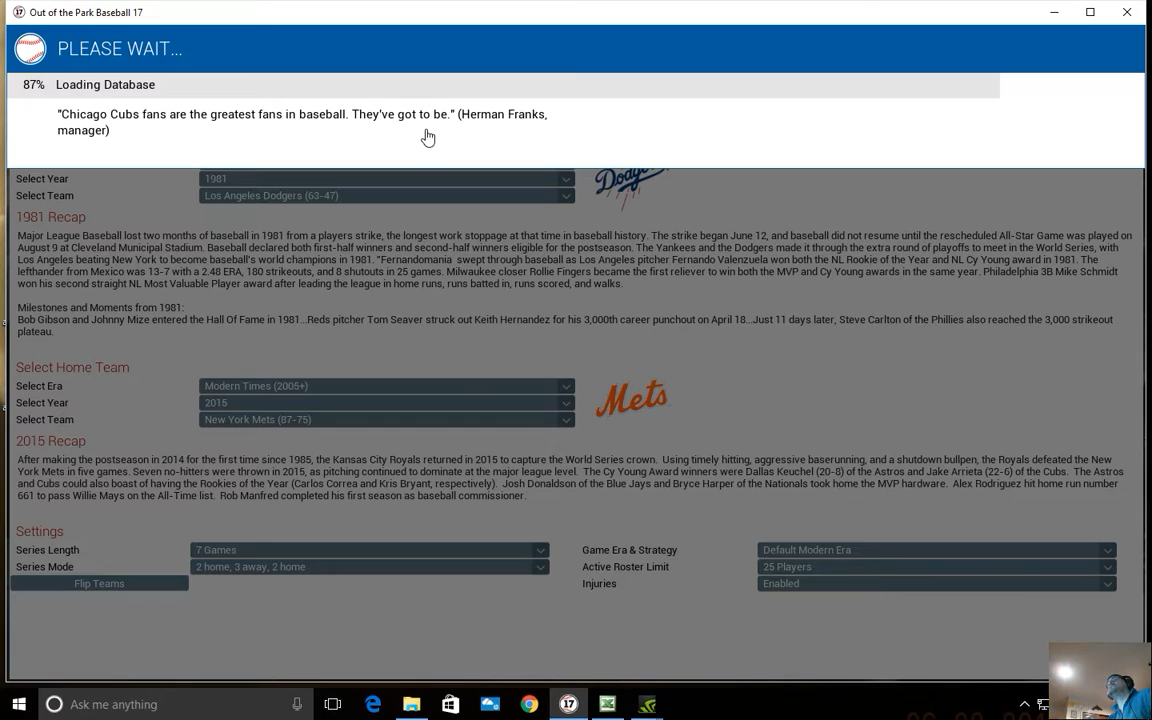 17 Out of the Park Baseball 17
PLEASE WAIT...
87% Loading Database
"Chicago Cubs fans are the greatest fans in baseball. They've got to be." (Herman Franks,
manager)
Select Year 1981
Select Team Los Angeles Dodgers (63-47)
Dodgers
1981 Recap
Major League Baseball lost two months of baseball in 1981 from a players strike, the longest work stoppage at that time in baseball history. The strike began June 12, and baseball did not resume until the rescheduled All-Star Game was played on
August 9 at Cleveland Municipal Stadium. Baseball declared both first-half winners and second-half winners eligible for the postseason. The Yankees and the Dodgers made it through the extra round of playoffs to meet in the World Series, with
Los Angeles beating New York to become baseball's world champions in 1981. "Fernandomania swept through baseball as Los Angeles pitcher Fernando Valenzuela won both the NL Rookie of the Year and NL Cy Young award in 1981. The
lefthander from Mexico was 13-7 with a 2.48 ERA, 180 strikeouts, and 8 shutouts in 25 games. Milwaukee closer Rollie Fingers became the first reliever to win both the MVP and Cy Young awards in the same year. Philadelphia 3B Mike Schmidt
won his second straight NL Most Valuable Player award after leading the league in home runs, runs batted in, runs scored, and walks.
Milestones and Moments from 1981:
Bob Gibson and Johnny Mize entered the Hall Of Fame in 1981...Reds pitcher Tom Seaver struck out Keith Hernandez for his 3,000th career punchout on April 18...Just 11 days later, Steve Carlton of the Phillies also reached the 3,000 strikeout
plateau.
Select Home Team
Select Era Modern Times (2005+)
Select Year 2015
Select Team New York Mets (87-75)
Mets
2015 Recap
After making the postseason in 2014 for the first time since 1985, the Kansas City Royals returned in 2015 to capture the World Series crown. Using timely hitting, aggressive baserunning, and a shutdown bullpen, the Royals defeated the New
York Mets in five games. Seven no-hitters were thrown in 2015, as pitching continued to dominate at the major league level. The Cy Young Award winners were Dallas Keuchel (20-8) of the Astros and Jake Arrieta (22-6) of the Cubs. The Astros
and Cubs could also boast of having the Rookies of the Year (Carlos Correa and Kris Bryant, respectively). Josh Donaldson of the Blue Jays and Bryce Harper of the Nationals took home the MVP hardware. Alex Rodriguez hit home run number
661 to pass Willie Mays on the All-Time list. Rob Manfred completed his first season as baseball commissioner.
Settings
Series Length 7 Games Game Era & Strategy Default Modern Era
Series Mode 2 home, 3 away, 2 home Active Roster Limit 25 Players
Flip Teams Injuries Enabled
Ask me anything
17